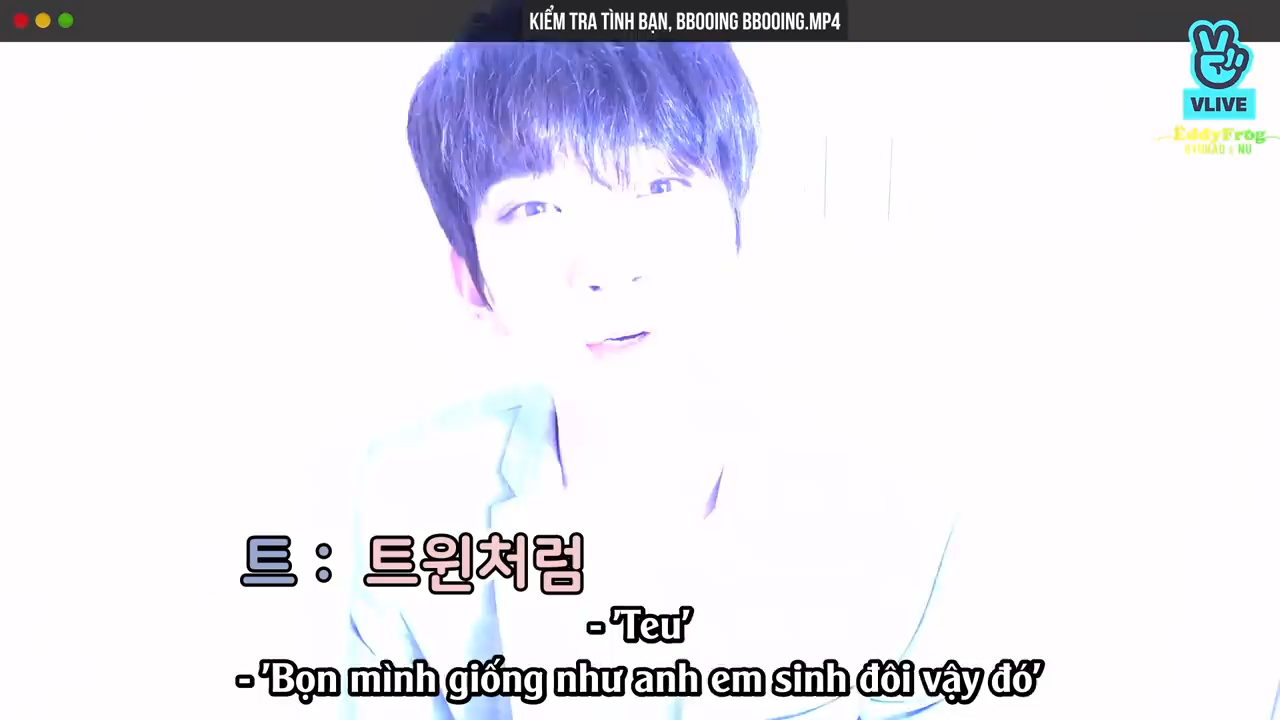 KIỂM TRA TÌNH BẠN, BBOOING BBOOING.MP4
VLIVE
EddyFrog
트 : 트윈처럼
- 'Teu'
- 'Bọn mình giống như anh em sinh đôi vậy đó'